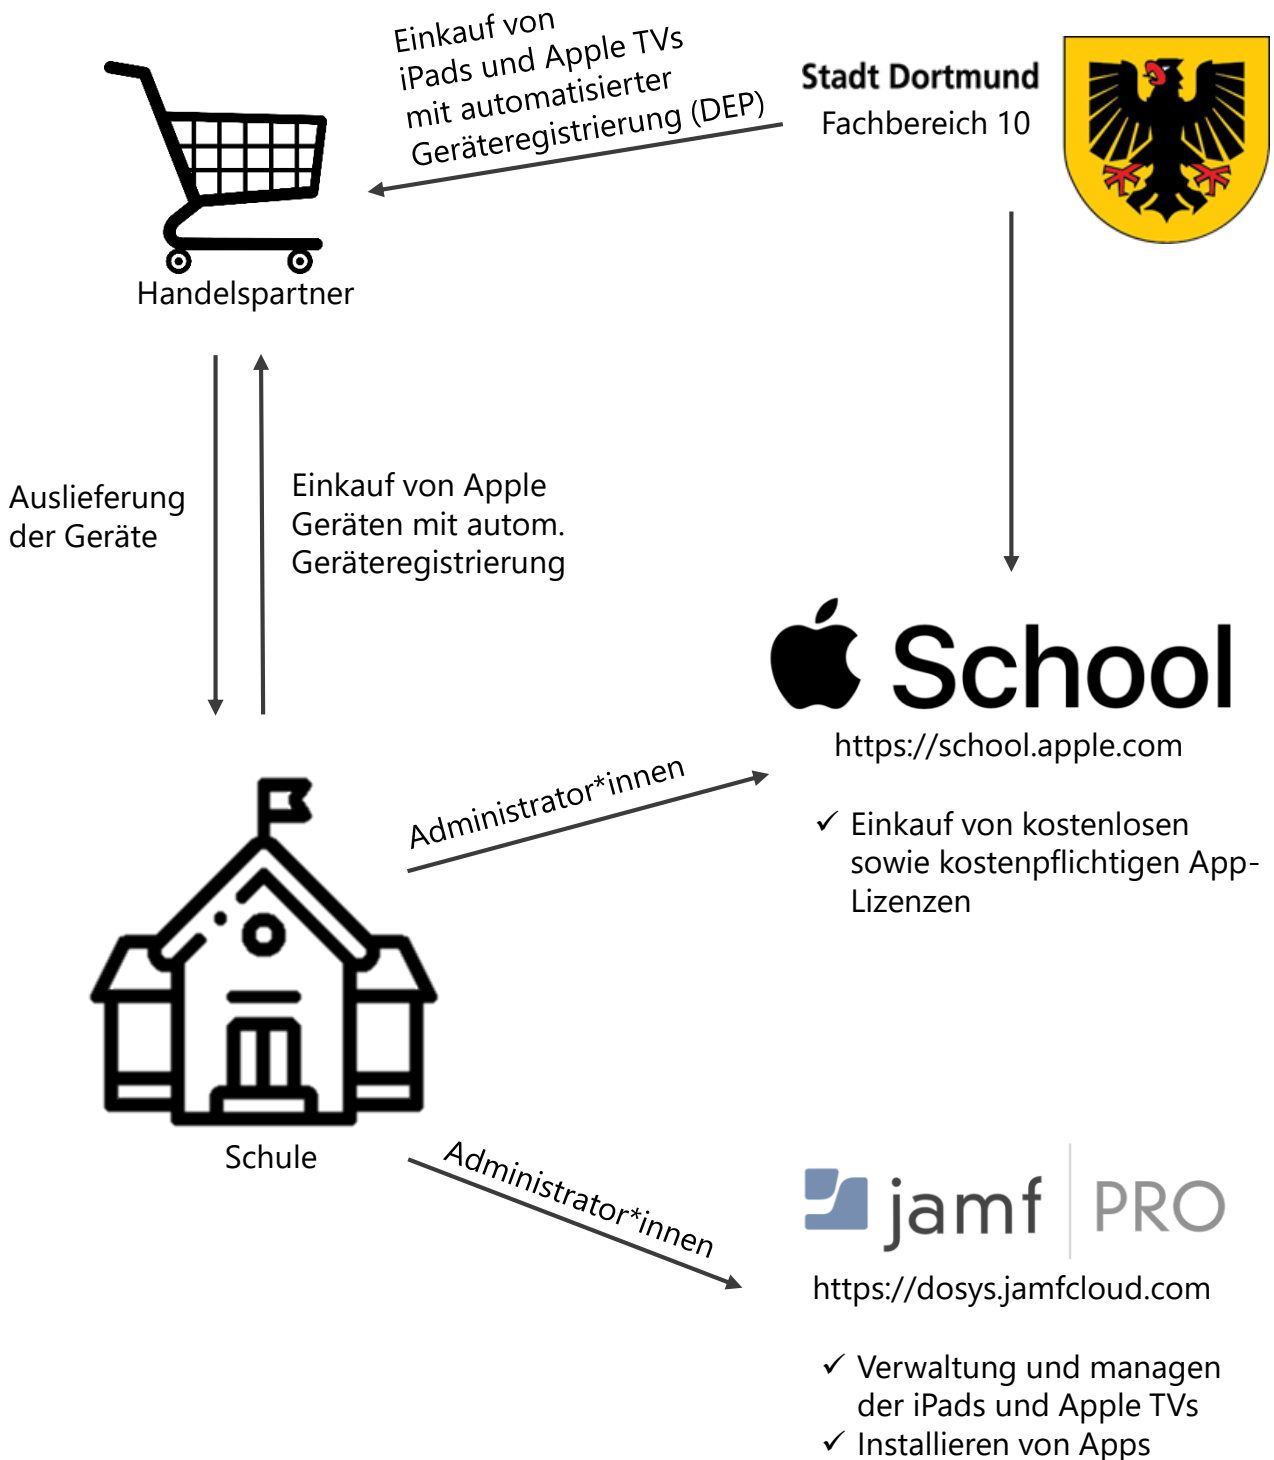 Einkauf von
iPads und Apple TVs
mit automatisierter
Geräteregistrierung (DEP)
Stadt Dortmund
Fachbereich 10
Handelspartner
Auslieferung
der Geräte
Einkauf von Apple
Geräten mit autom.
Geräteregistrierung
School
https://school.apple.com
Administrator*innen
✓ Einkauf von kostenlosen
sowie kostenpflichtigen App-
Lizenzen
Schule
Administrator*innen
jamf PRO
https://dosys.jamfcloud.com
✓ Verwaltung und managen
der iPads und Apple TVs
✓ Installieren von Apps